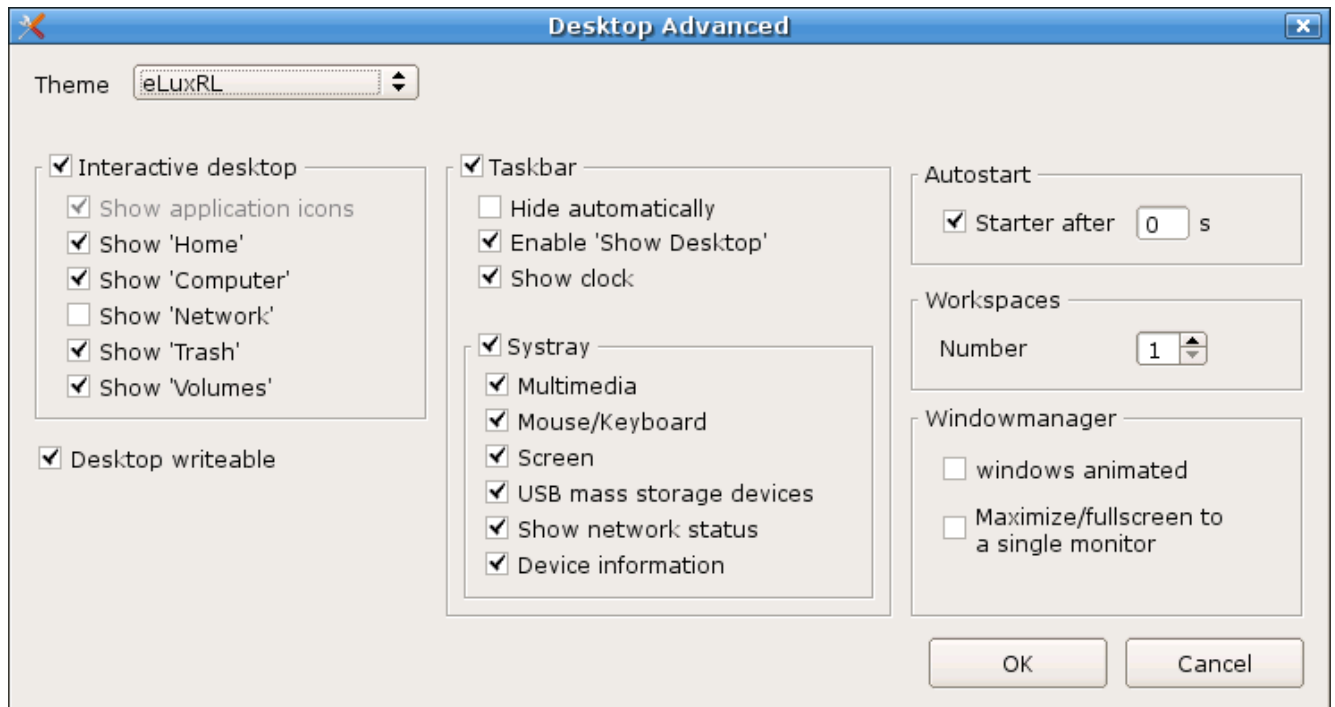 Desktop Advanced
Theme eLuxRL
Interactive desktop
Show application icons
Show 'Home'
Show 'Computer'
Show 'Network'
Show 'Trash'
Show 'Volumes'
Desktop writeable
Taskbar
Hide automatically
Enable 'Show Desktop'
Show clock
Systray
Multimedia
Mouse/Keyboard
Screen
USB mass storage devices
Show network status
Device information
Autostart
Starter after 0 s
Workspaces
Number 1
Windowmanager
windows animated
Maximize/fullscreen to
a single monitor
OK Cancel